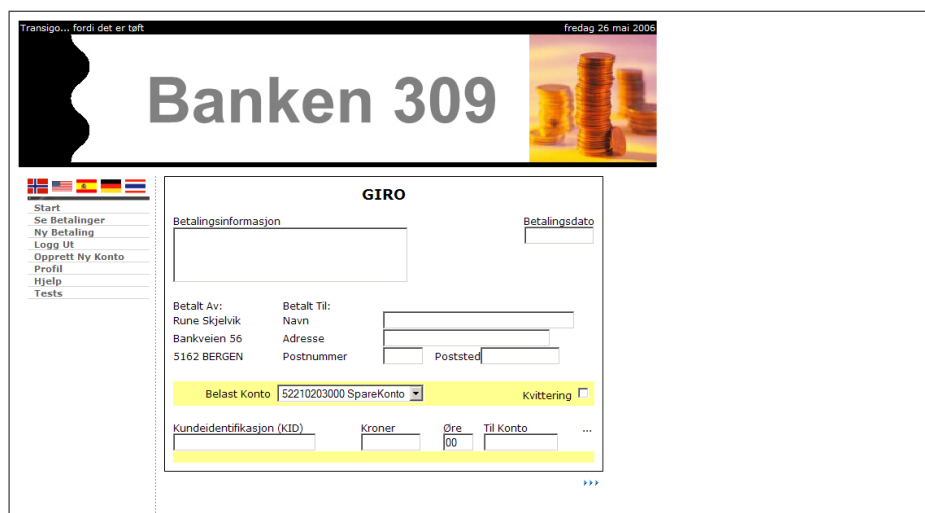 Transigo... fordi det er tøft fredag 26 mai 2006
Banken 309
Start
Se Betalinger
Ny Betaling
Logg Ut
Opprett Ny Konto
Profil
Hjelp
Tests
GIRO
Betalingsinformasjon Betalingsdato
Betalt Av: Betalt Til:
Rune Skjelvik Navn
Bankveien 56 Adresse
5162 BERGEN Postnummer Poststed
Belast Konto 52210203000 SpareKonto Kvittering
Kundeidentifikasjon (KID) Kroner Øre Til Konto ...
00